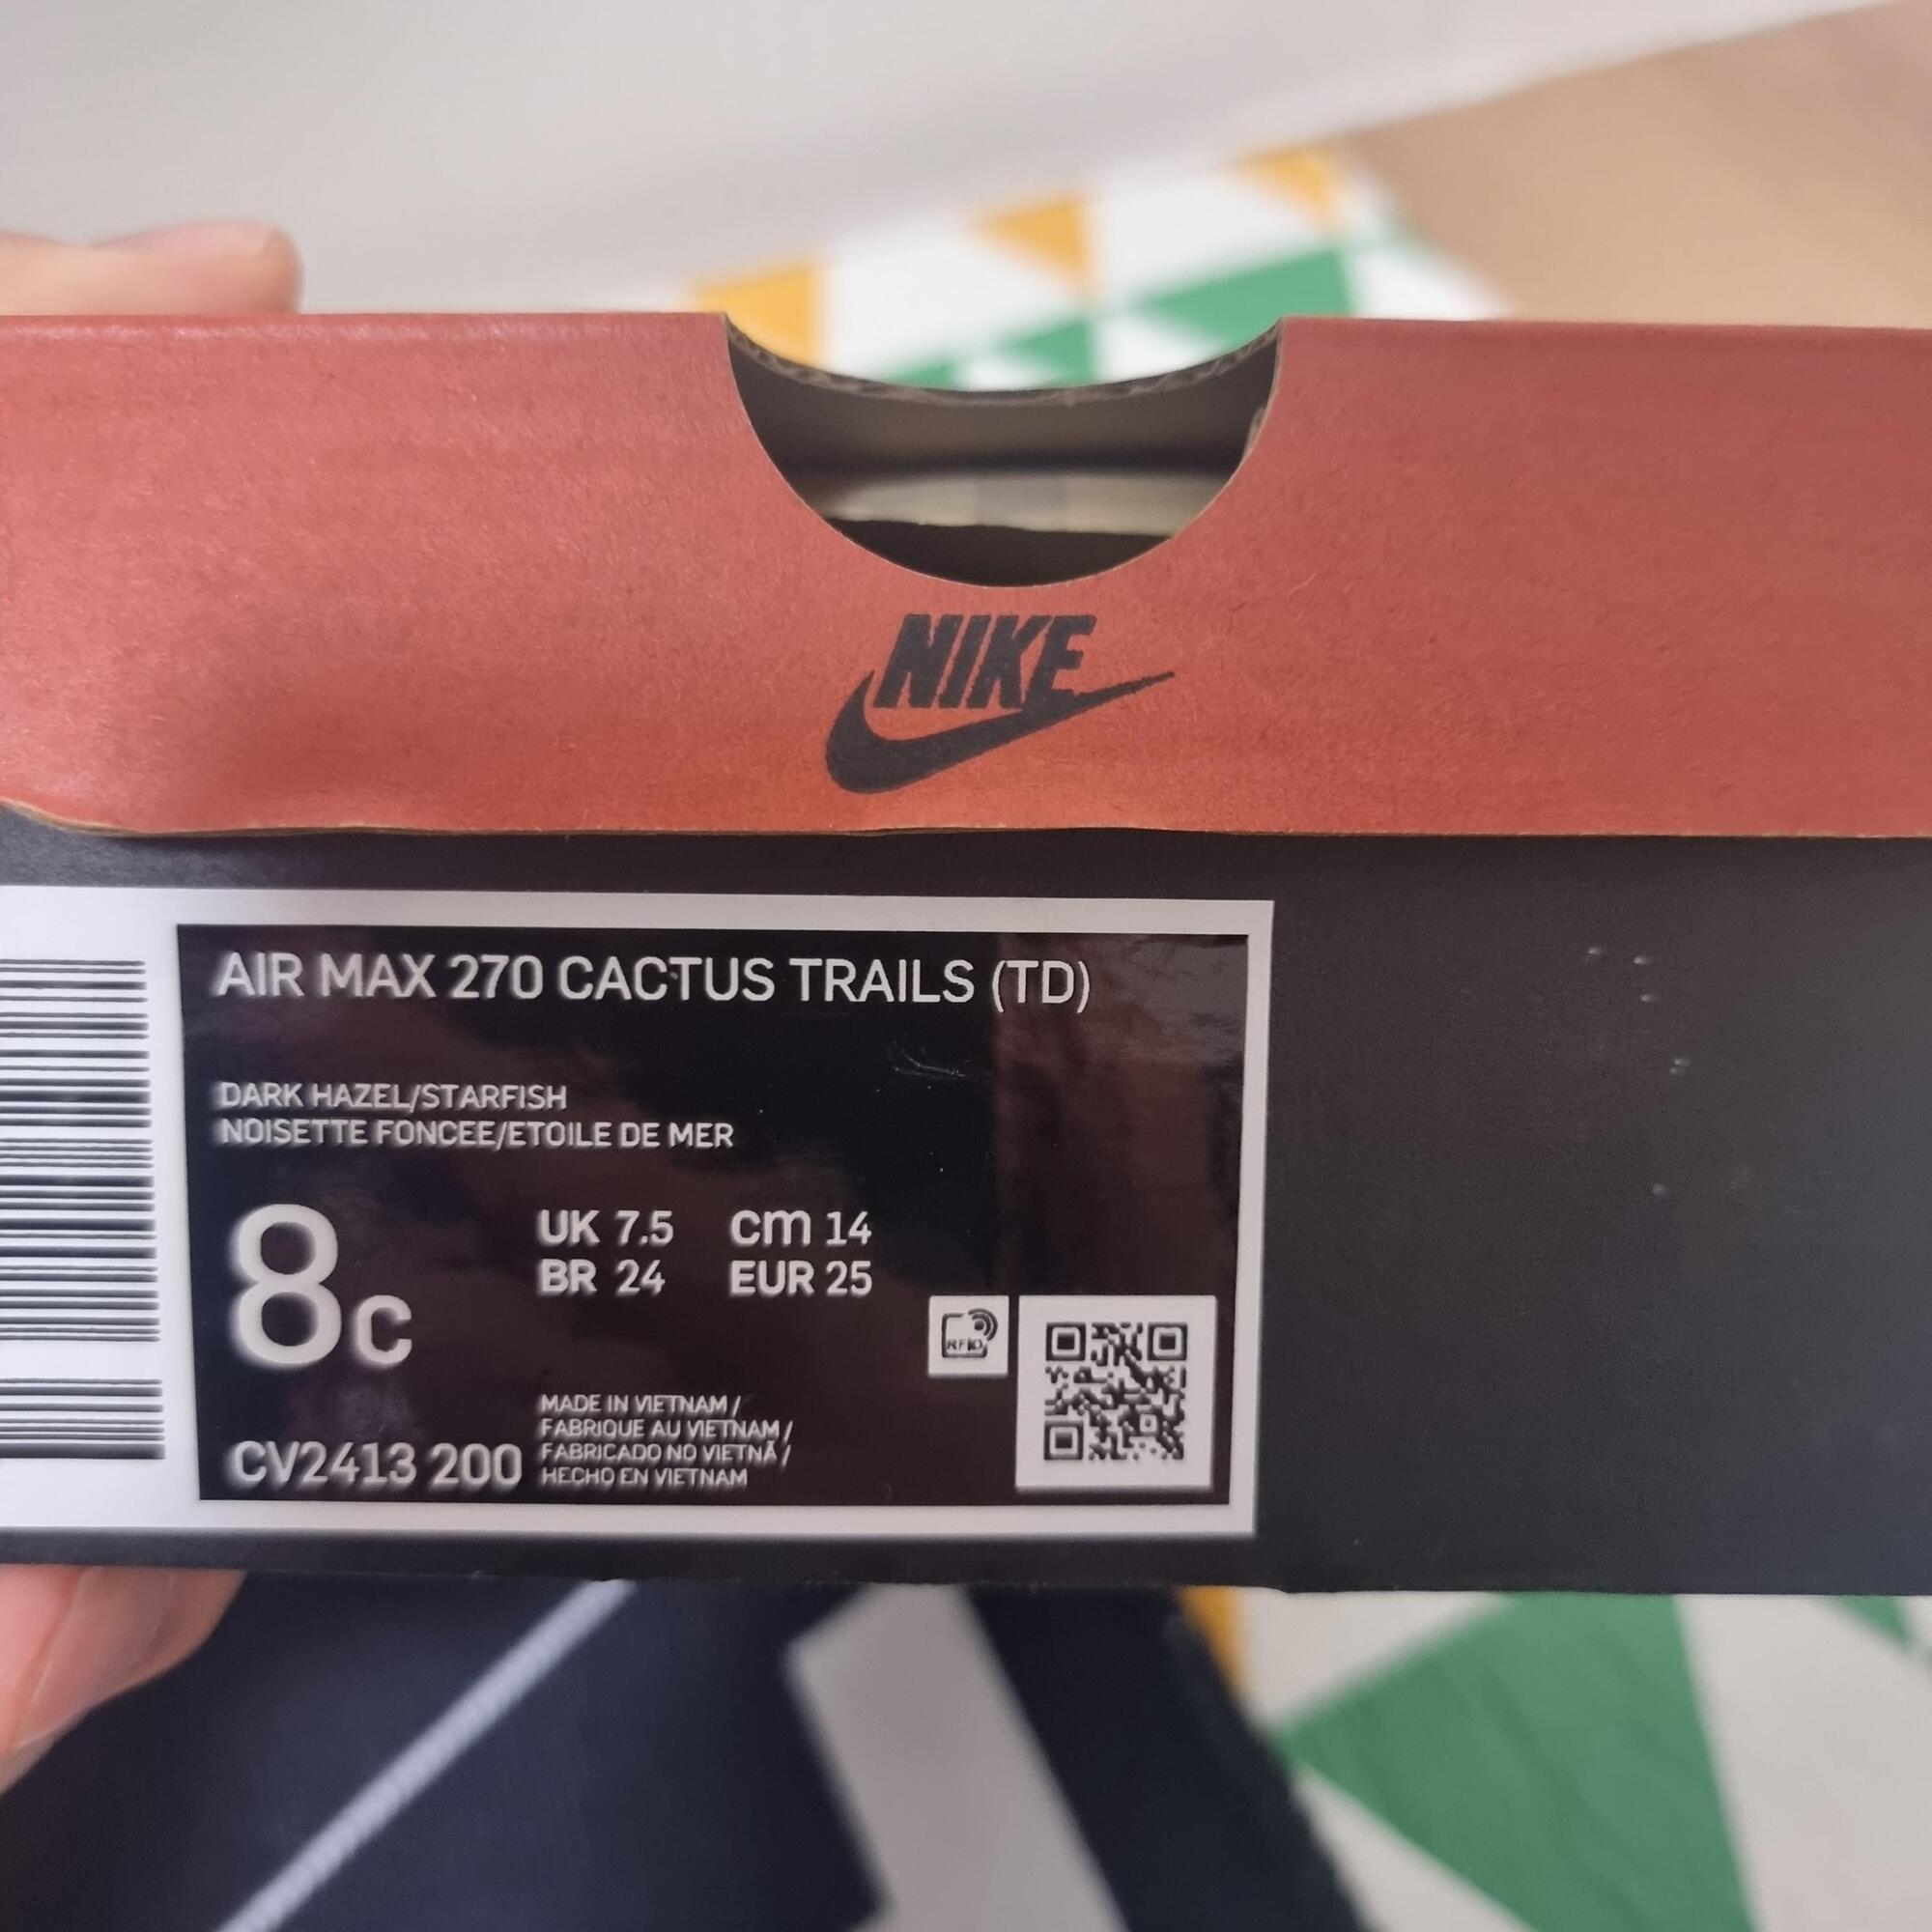 NIKE
AIR MAX 270 CACTUS TRAILS (TD)
DARK HAZEL/STARFISH
NOISETTE FONCEE/ETOILE DE MER
8C
UK 7.5 cm 14
BR 24 EUR 25
RFID
CV2413 200
MADE IN VIETNAM /
FABRIQUE AU VIETNAM /
FABRICADO NO VIETNÃ /
HECHO EN VIETNAM